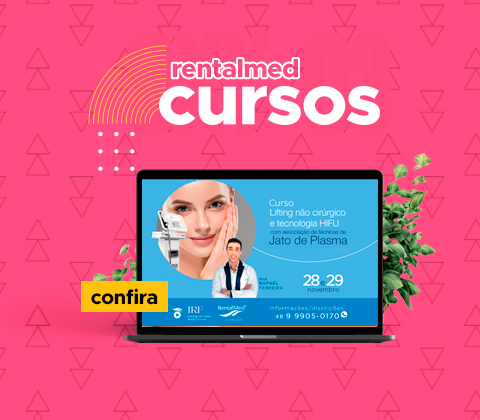 rentalmed
cursos
Curso
Lifting não cirúrgico
e tecnologia HIFU
com associação de técnicas de
Jato de Plasma
RAFAEL
FERREIRA
28 e 29
novembro
confira
IRF
RentalMed
informações/inscrições:
48 9 9905-0170